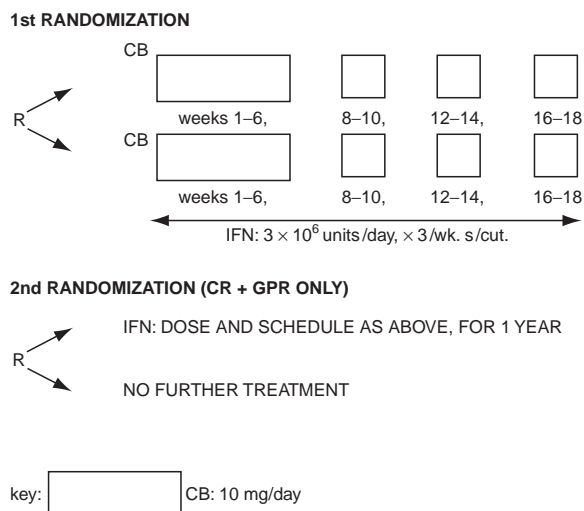 1st RANDOMIZATION
CB
weeks 1–6, 8–10, 12–14, 16–18
R
CB
weeks 1–6, 8–10, 12–14, 16–18
IFN: 3 × 10⁶ units/day, × 3/wk. s/cut.
2nd RANDOMIZATION (CR + GPR ONLY)
IFN: DOSE AND SCHEDULE AS ABOVE, FOR 1 YEAR
R
NO FURTHER TREATMENT
key: CB: 10 mg/day